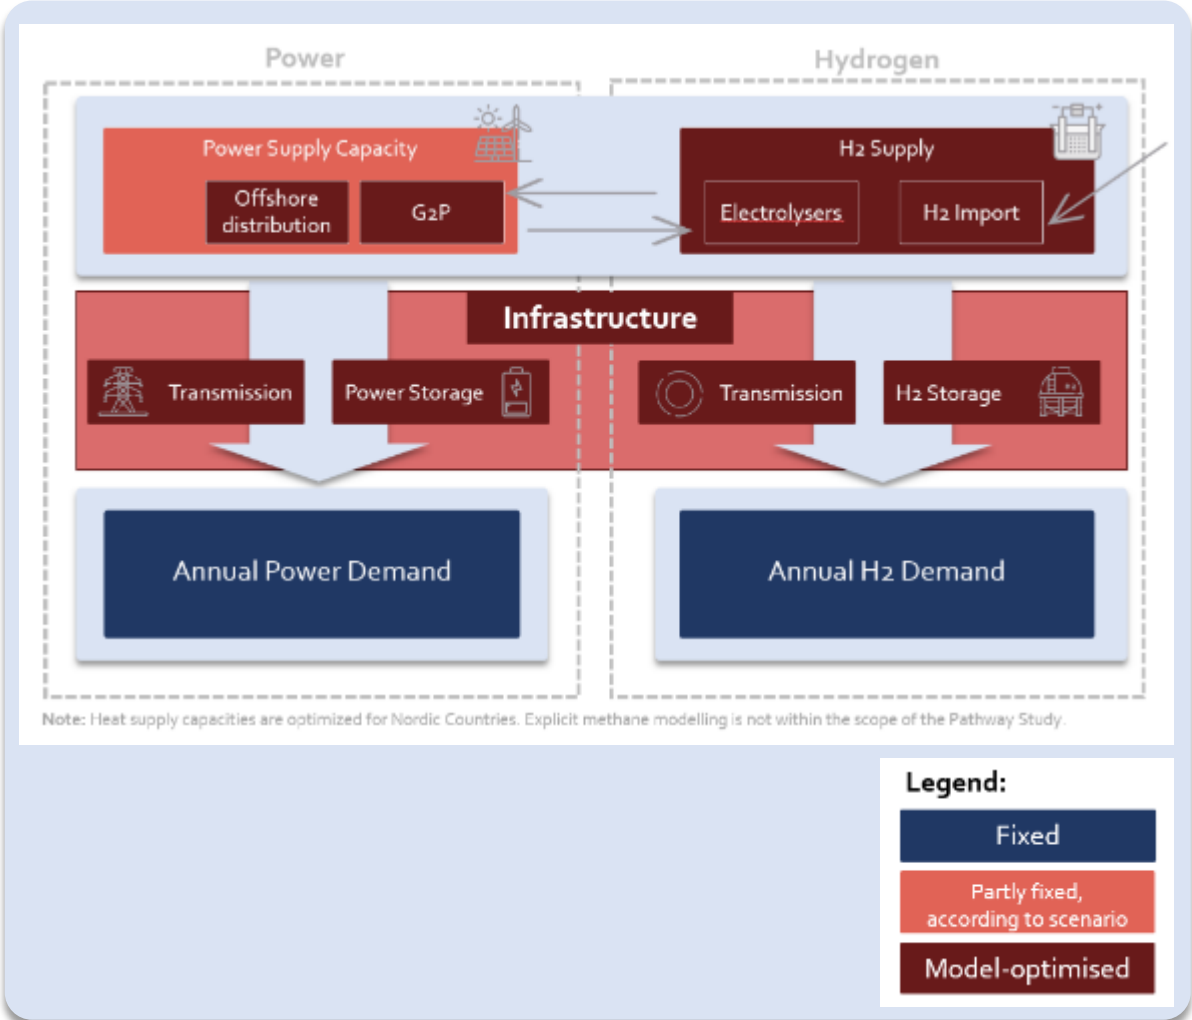 Power
Hydrogen
Power Supply Capacity
Offshore
distribution
G2P
H2 Supply
Electrolysers
H2 Import
Infrastructure
Transmission
Power Storage
Transmission
H2 Storage
H2
Annual Power Demand
Annual H2 Demand
Note: Heat supply capacities are optimized for Nordic Countries. Explicit methane modelling is not within the scope of the Pathway Study.
Legend:
Fixed
Partly fixed,
according to scenario
Model-optimised